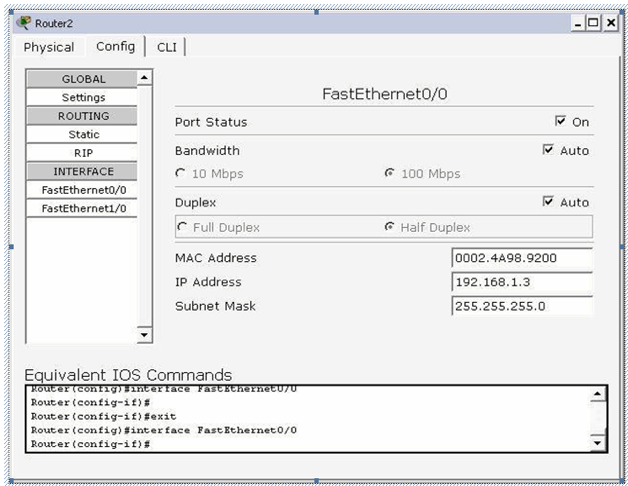 Router2
Physical Config CLI
GLOBAL
Settings
ROUTING
Static
RIP
INTERFACE
FastEthernet0/0
FastEthernet1/0
FastEthernet0/0
Port Status On
Bandwidth Auto
10 Mbps 100 Mbps
Duplex Auto
Full Duplex Half Duplex
MAC Address 0002.4A98.9200
IP Address 192.168.1.3
Subnet Mask 255.255.255.0
Equivalent IOS Commands
Router(config)#interface FastEthernet0/0
Router(config-if)#
Router(config-if)#exit
Router(config)#interface FastEthernet0/0
Router(config-if)#